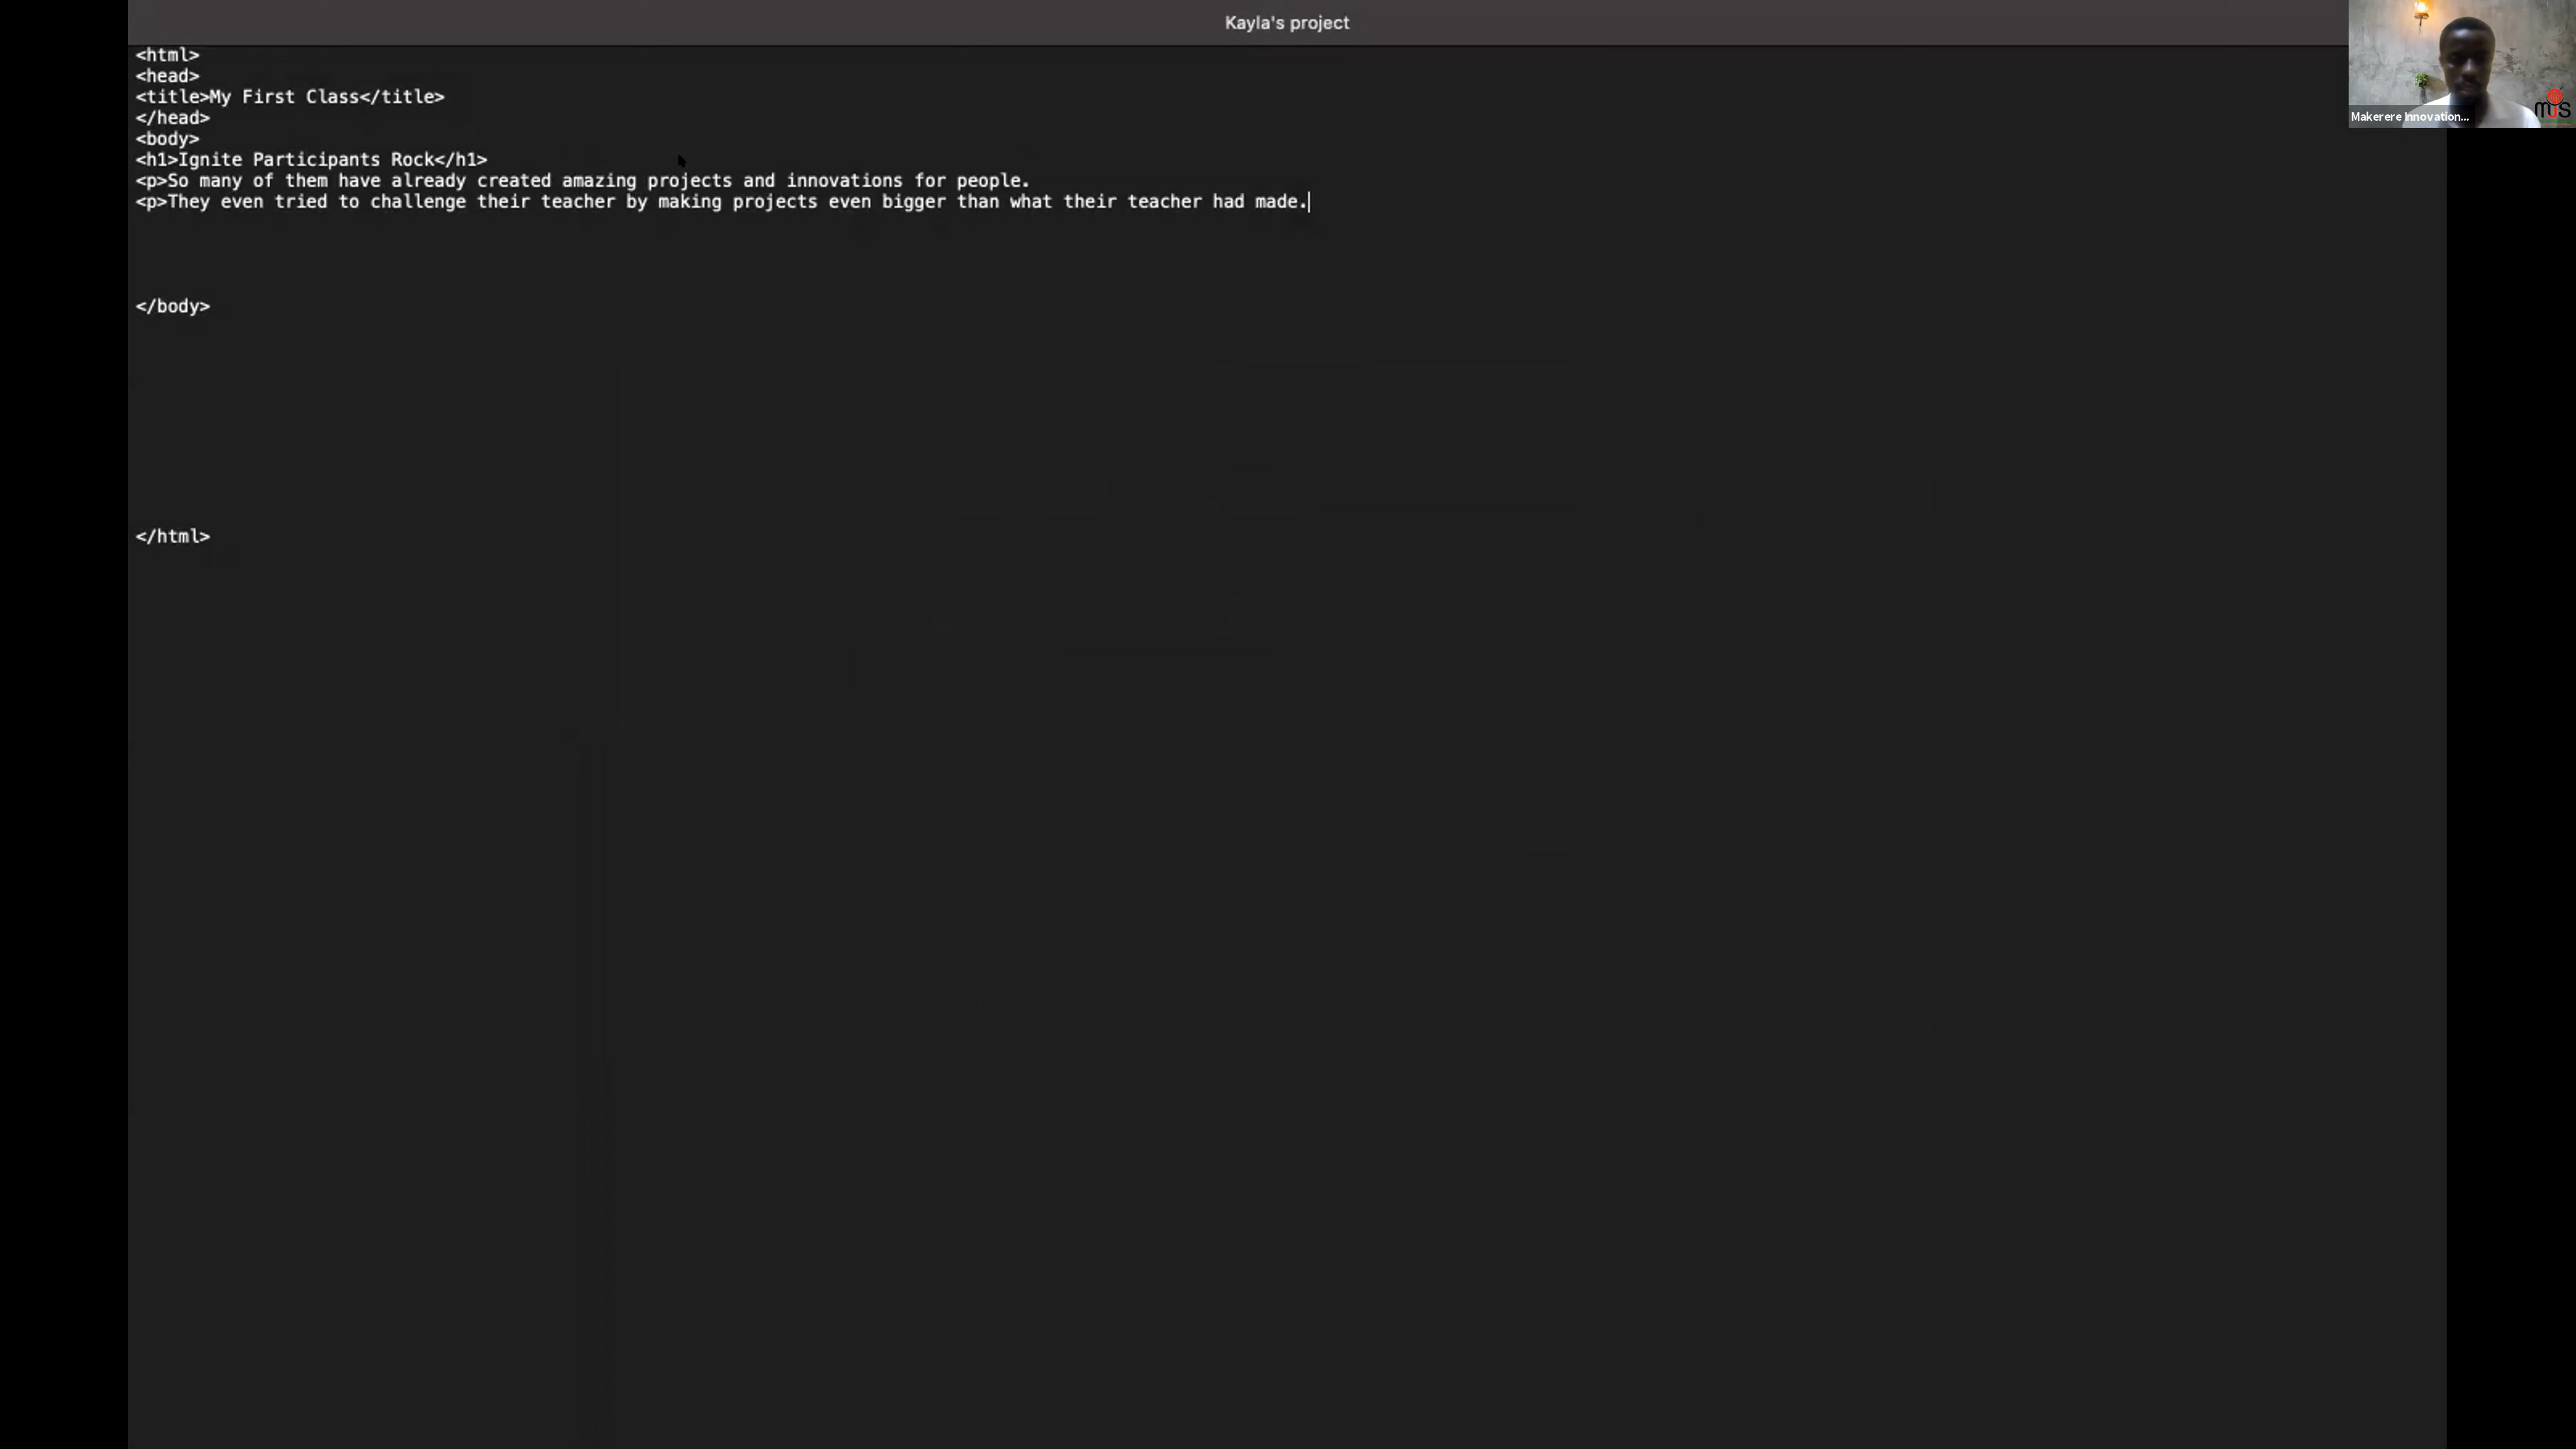 Kayla's project
<html>
<head>
<title>My First Class</title>
</head>
<body>
<h1>Ignite Participants Rock</h1>
<p>So many of them have already created amazing projects and innovations for people.
<p>They even tried to challenge their teacher by making projects even bigger than what their teacher had made.
</body>
</html>
Makerere Innovation...
mis